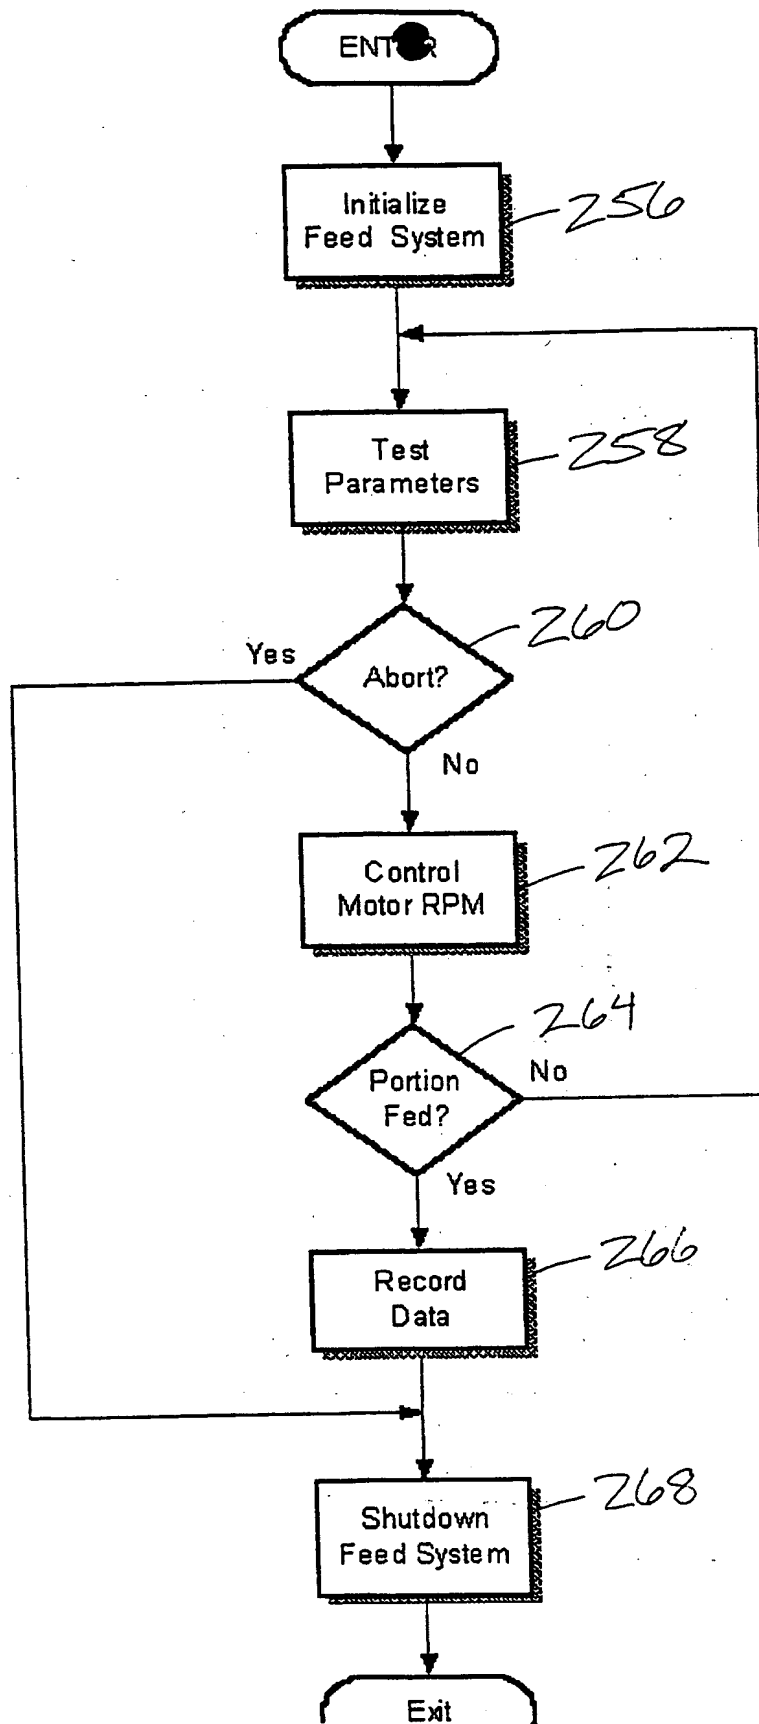 ENTER
Initialize
Feed System
256
Test
Parameters
258
260
Yes
Abort?
No
Control
Motor RPM
262
264
Portion
Fed?
No
Yes
Record
Data
266
Shutdown
Feed System
268
Exit